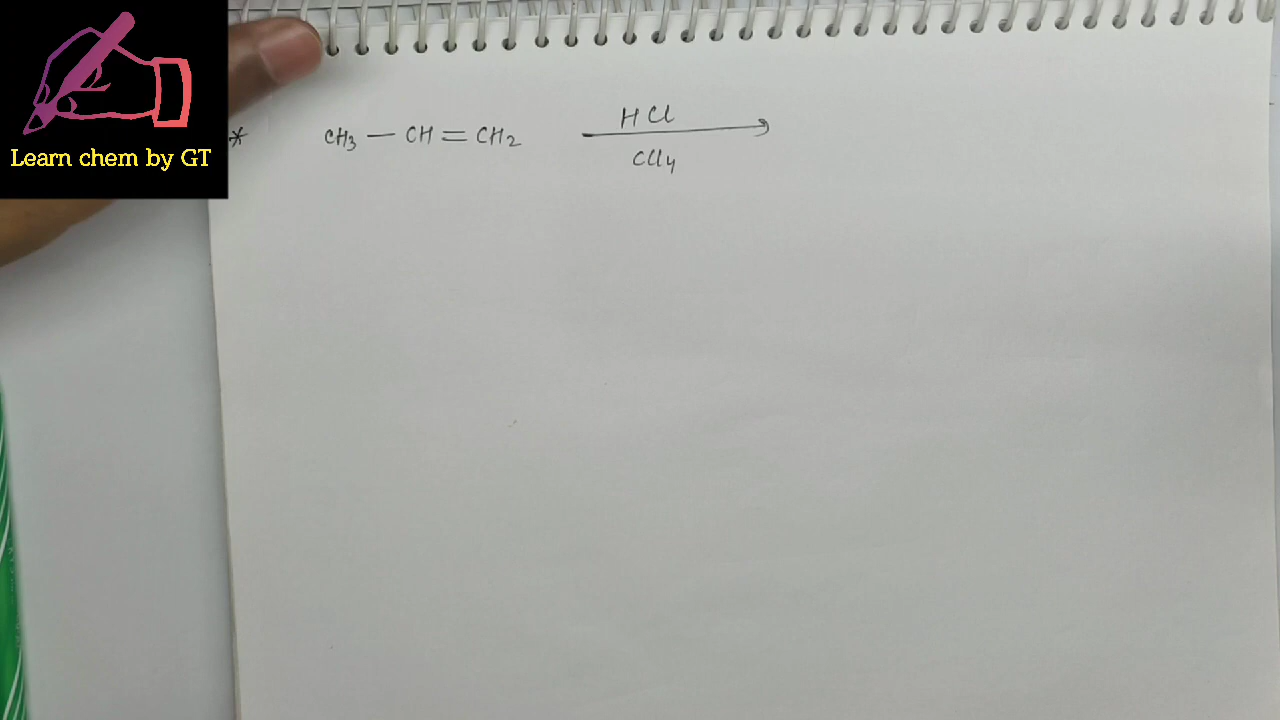 Learn chem by GT
* CH3 — CH = CH2
HCl
CCl4